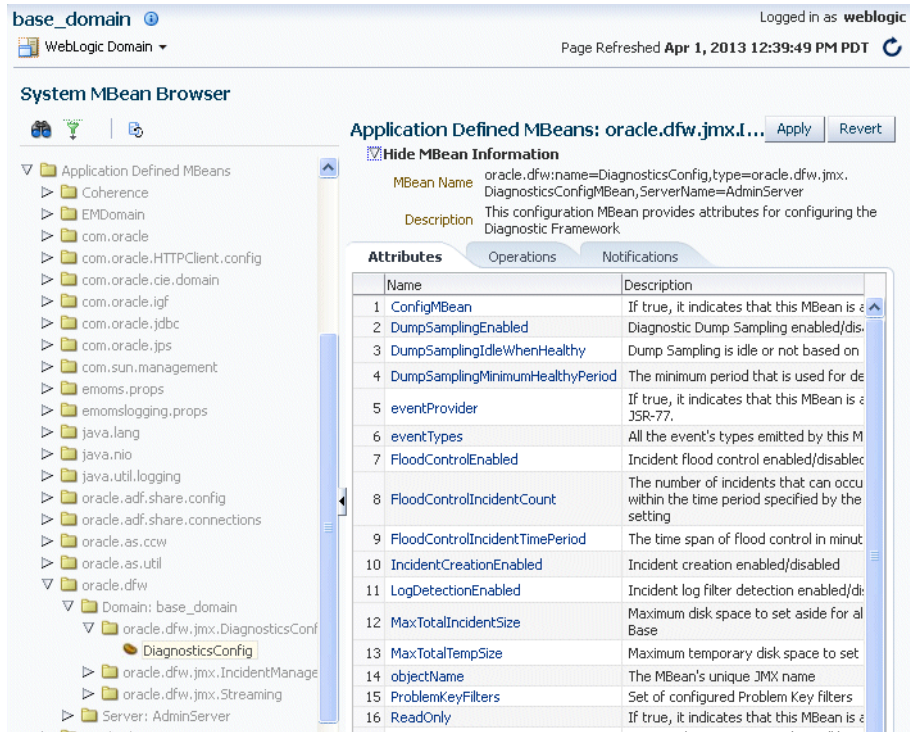 base_domain
Logged in as weblogic
WebLogic Domain
Page Refreshed Apr 1, 2013 12:39:49 PM PDT
System MBean Browser
Application Defined MBeans
Coherence
EMDomain
com.oracle
com.oracle.HTTPClient.config
com.oracle.cie.domain
com.oracle.igf
com.oracle.jdbc
com.oracle.jps
com.sun.management
emoms.props
emomslogging.props
java.lang
java.nio
java.util.logging
oracle.adf.share.config
oracle.adf.share.connections
oracle.as.ccw
oracle.as.util
oracle.dfw
Domain: base_domain
oracle.dfw.jmx.DiagnosticsConf
DiagnosticsConfig
oracle.dfw.jmx.IncidentManage
oracle.dfw.jmx.Streaming
Server: AdminServer
Application Defined MBeans: oracle.dfw.jmx.I... Apply Revert
Hide MBean Information
MBean Name oracle.dfw:name=DiagnosticsConfig,type=oracle.dfw.jmx.
DiagnosticsConfigMBean,ServerName=AdminServer
Description This configuration MBean provides attributes for configuring the
Diagnostic Framework
Attributes Operations Notifications
Name Description
1 ConfigMBean If true, it indicates that this MBean is a
2 DumpSamplingEnabled Diagnostic Dump Sampling enabled/dis
3 DumpSamplingIdleWhenHealthy Dump Sampling is idle or not based on
4 DumpSamplingMinimumHealthyPeriod The minimum period that is used for de
5 eventProvider If true, it indicates that this MBean is a
JSR-77.
6 eventTypes All the event's types emitted by this M
7 FloodControlEnabled Incident flood control enabled/disabled
8 FloodControlIncidentCount The number of incidents that can occu
within the time period specified by the
setting
9 FloodControlIncidentTimePeriod The time span of flood control in minut
10 IncidentCreationEnabled Incident creation enabled/disabled
11 LogDetectionEnabled Incident log filter detection enabled/di
12 MaxTotalIncidentSize Maximum disk space to set aside for al
Base
13 MaxTotalTempSize Maximum temporary disk space to set
14 objectName The MBean's unique JMX name
15 ProblemKeyFilters Set of configured Problem Key filters
16 ReadOnly If true, it indicates that this MBean is a